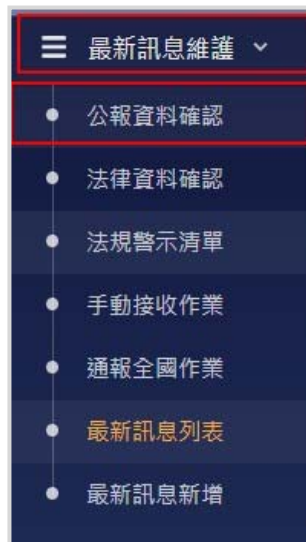 最新訊息維護
公報資料確認
法律資料確認
法規警示清單
手動接收作業
通報全國作業
最新訊息列表
最新訊息新增